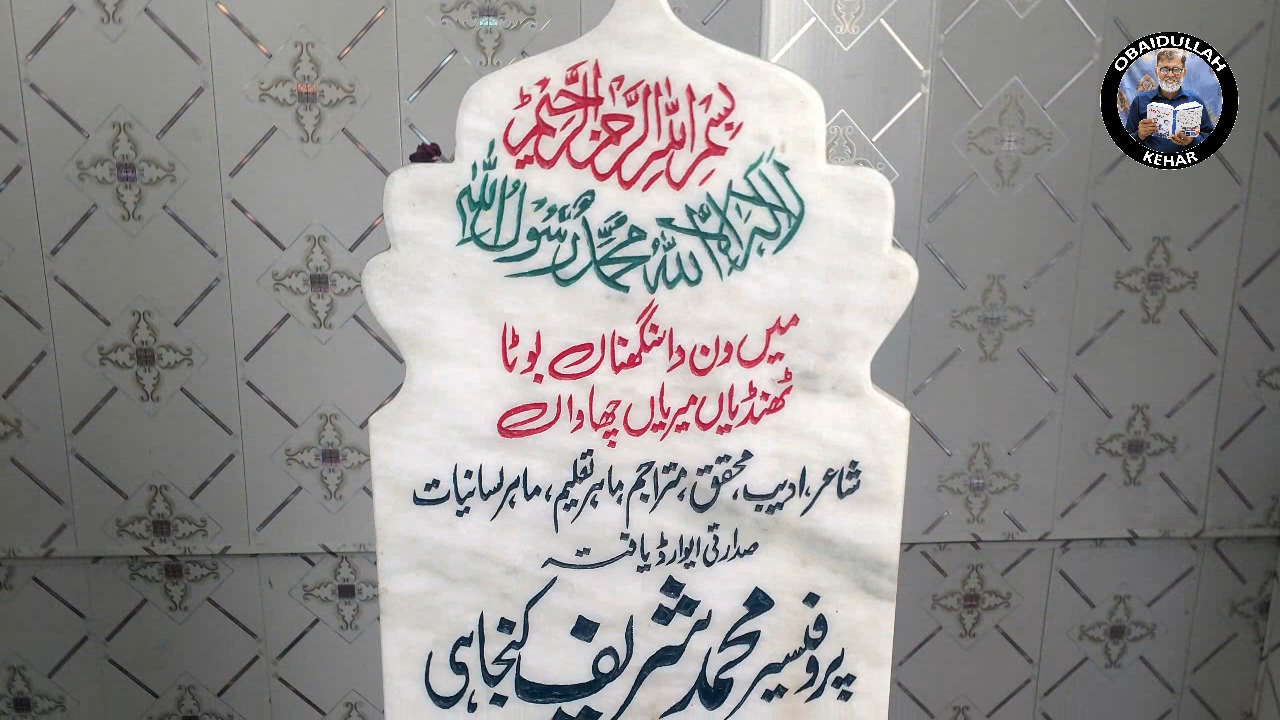 بسم اللہ الرحمن الرحیم
لا الہ الا اللہ محمد رسول اللہ
میں ون دا سنگھناں بوٹا
ٹھنڈیاں میریاں چھاواں
شاعر، ادیب، محقق، متراجم، ماہر تعلیم، ماہر لسانیات
صدارتی ایوارڈ یافتہ
پروفیسر محمد شریف کنجاہی
OBAIDULLAH
KEHAR